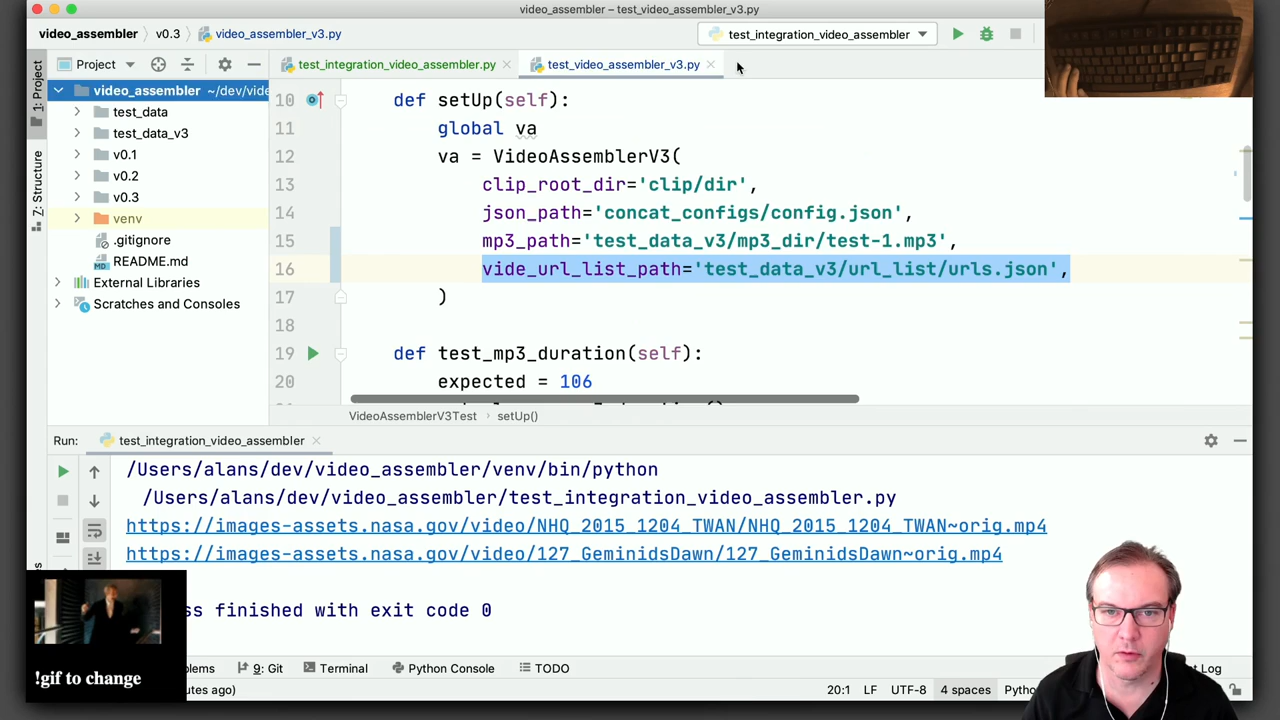 video_assembler – test_video_assembler_v3.py
video_assembler › v0.3 › video_assembler_v3.py
test_integration_video_assembler
1: Project
Z: Structure
Project
test_integration_video_assembler.py
test_video_assembler_v3.py
video_assembler ~/dev/vide
test_data
test_data_v3
v0.1
v0.2
v0.3
venv
.gitignore
README.md
External Libraries
Scratches and Consoles
10 def setUp(self):
11 global va
12 va = VideoAssemblerV3(
13 clip_root_dir='clip/dir',
14 json_path='concat_configs/config.json',
15 mp3_path='test_data_v3/mp3_dir/test-1.mp3',
16 vide_url_list_path='test_data_v3/url_list/urls.json',
17 )
18
19 def test_mp3_duration(self):
20 expected = 106
VideoAssemblerV3Test › setUp()
Run: test_integration_video_assembler
/Users/alans/dev/video_assembler/venv/bin/python
/Users/alans/dev/video_assembler/test_integration_video_assembler.py
https://images-assets.nasa.gov/video/NHQ_2015_1204_TWAN/NHQ_2015_1204_TWAN~orig.mp4
https://images-assets.nasa.gov/video/127_GeminidsDawn/127_GeminidsDawn~orig.mp4
ss finished with exit code 0
!gif to change
blems 9: Git Terminal Python Console TODO t Log
utes ago) 20:1 LF UTF-8 4 spaces Pytho